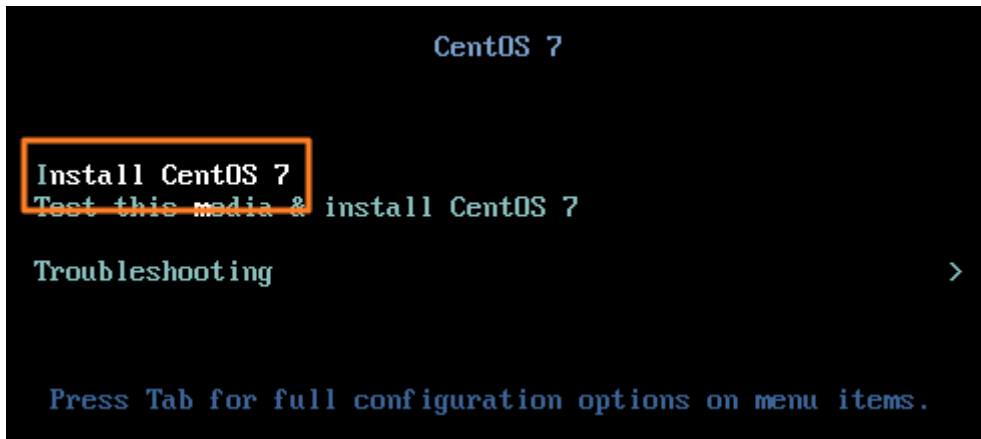 CentOS 7
Install CentOS 7
Test this media & install CentOS 7
Troubleshooting >
Press Tab for full configuration options on menu items.